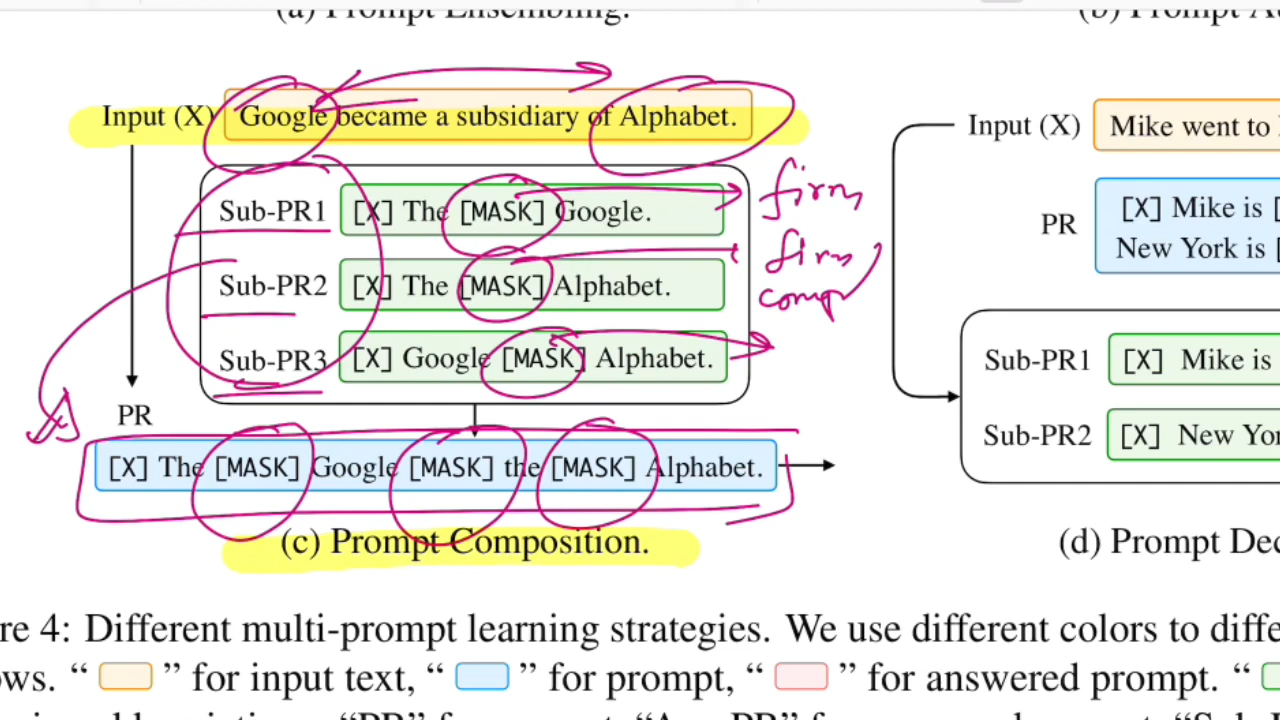 (a) Prompt Ensembling.
(b) Prompt Au
Input (X) Google became a subsidiary of Alphabet.
Sub-PR1 [X] The [MASK] Google.
Sub-PR2 [X] The [MASK] Alphabet.
Sub-PR3 [X] Google [MASK] Alphabet.
firm
firm
PR
[X] The [MASK] Google [MASK] the [MASK] Alphabet.
(c) Prompt Composition.
Input (X) Mike went to
PR [X] Mike is [
New York is [
Sub-PR1 [X] Mike is
Sub-PR2 [X] New Yor
(d) Prompt Dec
re 4: Different multi-prompt learning strategies. We use different colors to diffe
ows. “ ” for input text, “ ” for prompt, “ ” for answered prompt. “